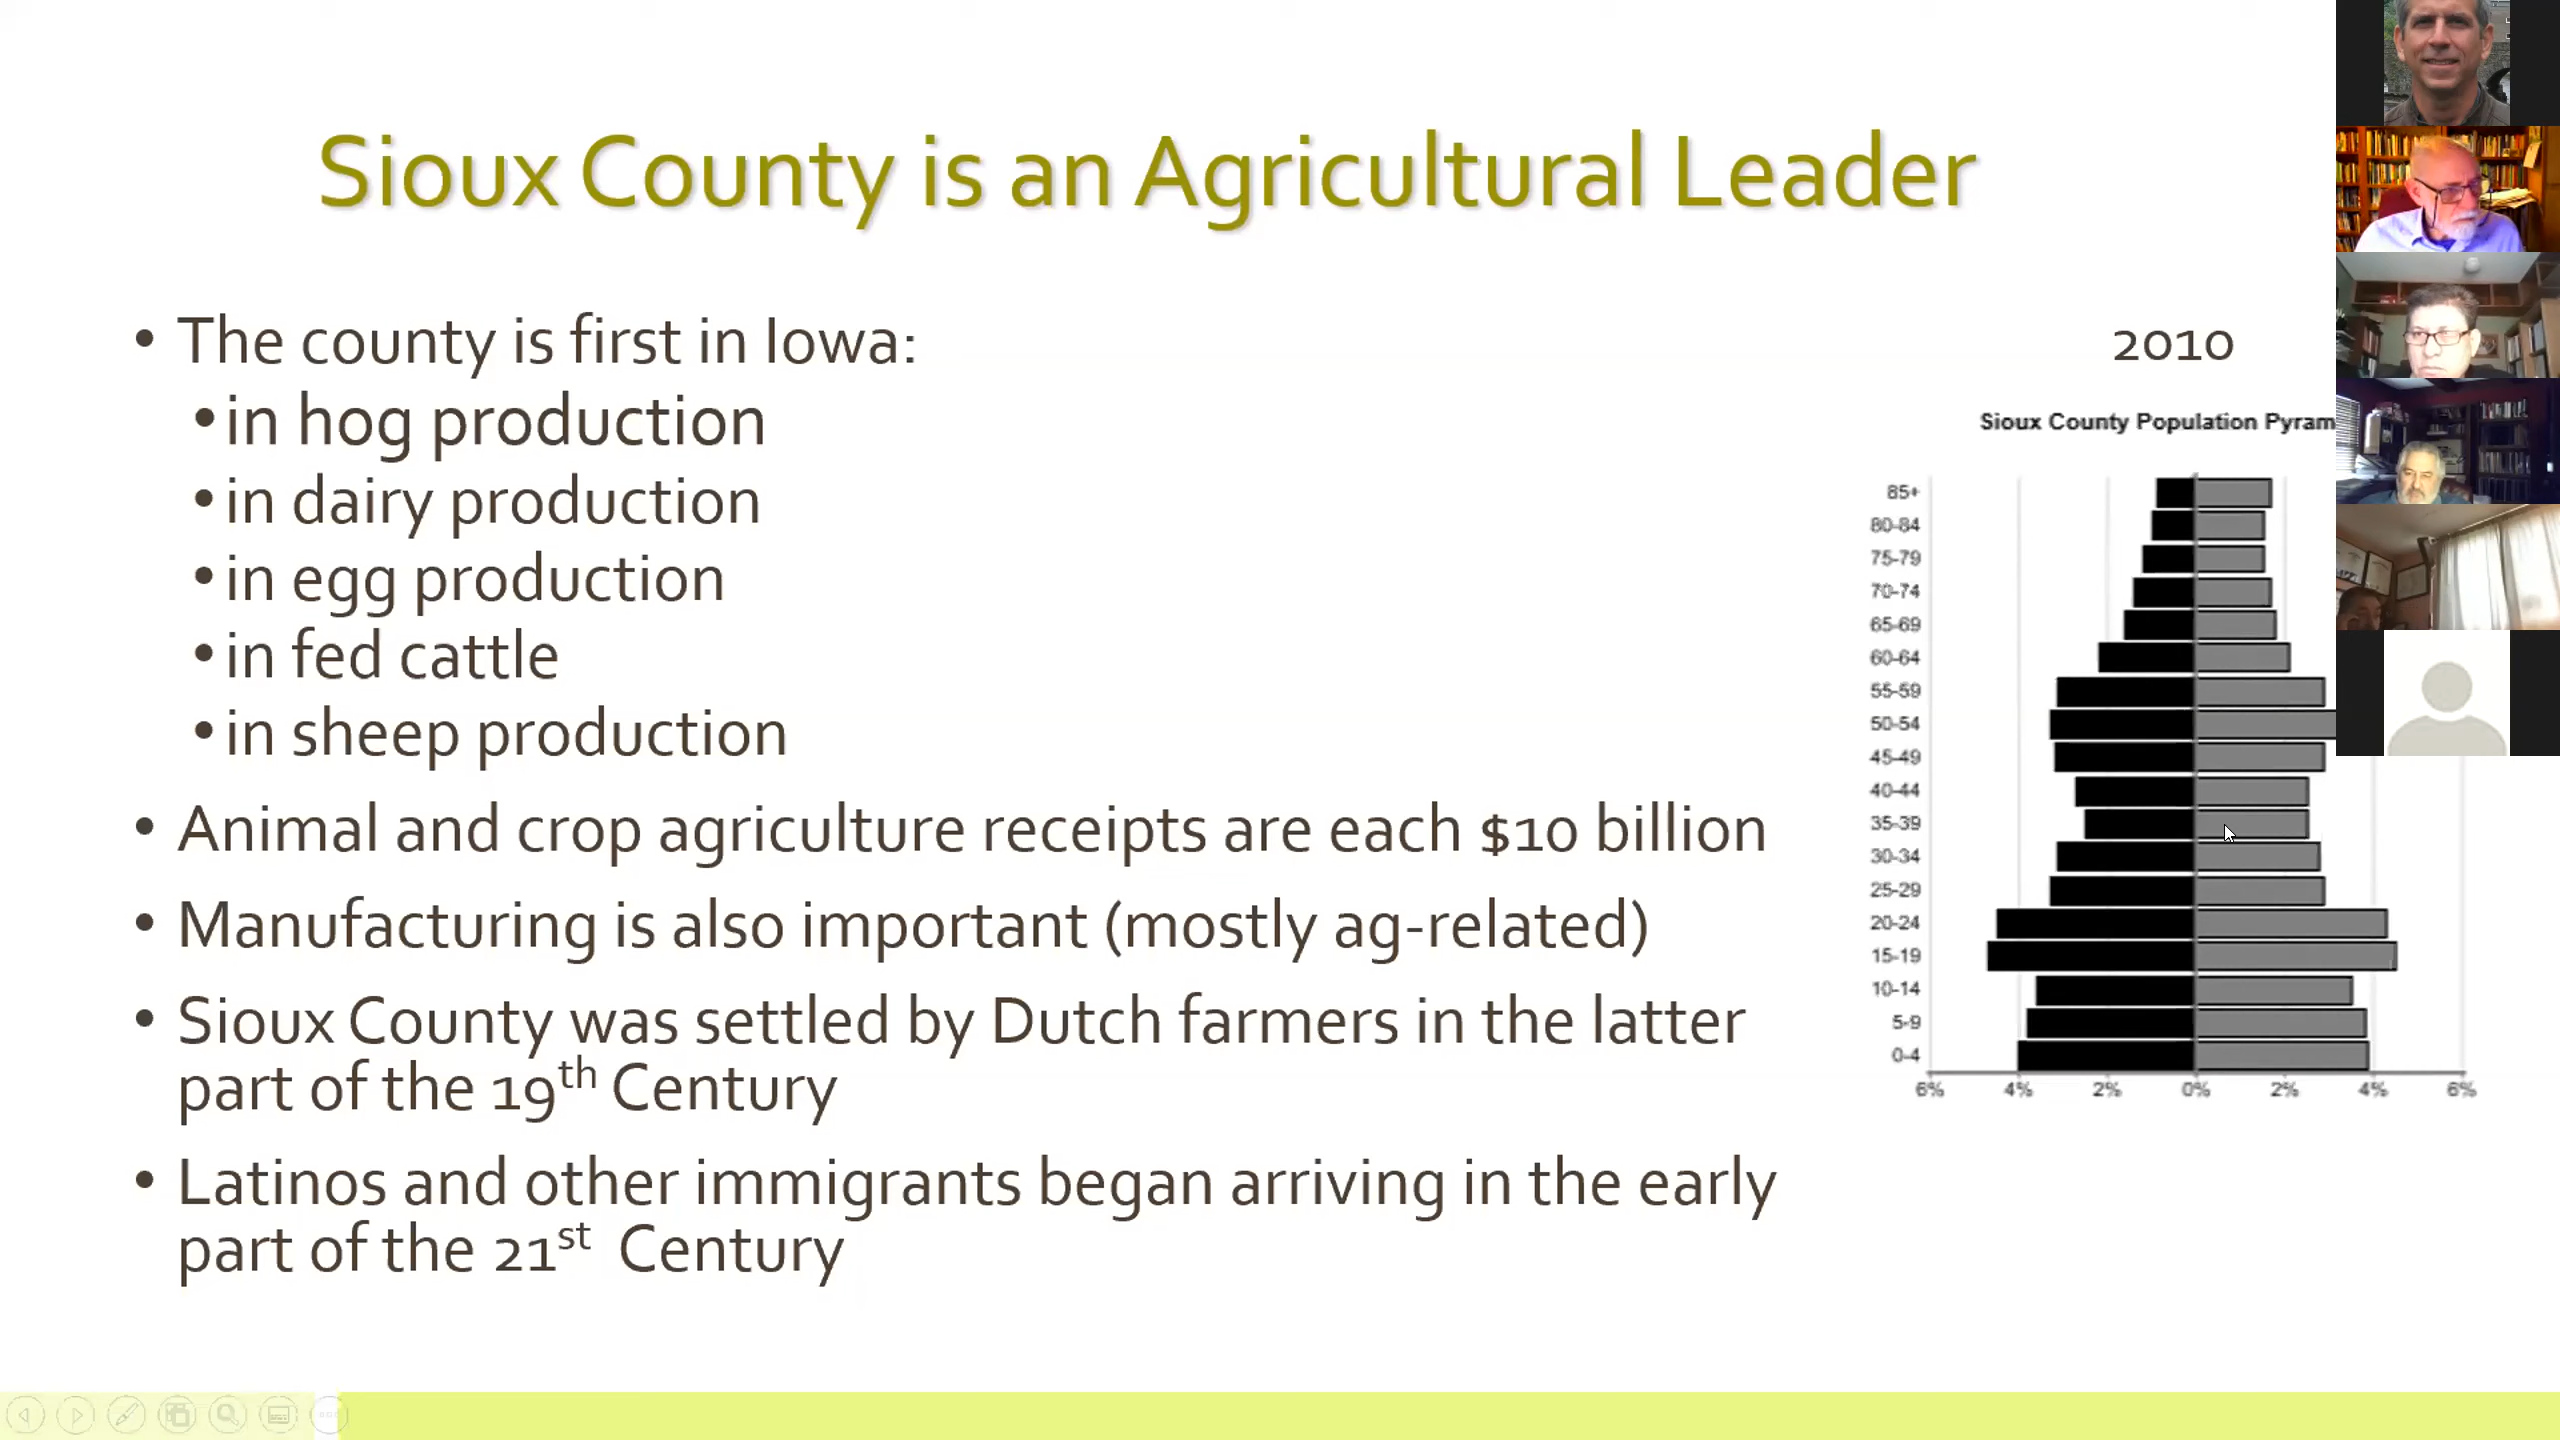 Sioux County is an Agricultural Leader
• The county is first in Iowa:
• in hog production
• in dairy production
• in egg production
• in fed cattle
• in sheep production
• Animal and crop agriculture receipts are each $10 billion
• Manufacturing is also important (mostly ag-related)
• Sioux County was settled by Dutch farmers in the latter
part of the 19th Century
• Latinos and other immigrants began arriving in the early
part of the 21st Century
2010
Sioux County Population Pyram
85+
80-84
75-79
70-74
65-69
60-64
55-59
50-54
45-49
40-44
35-39
30-34
25-29
20-24
15-19
10-14
5-9
0-4
6% 4% 2% 0% 2% 4% 6%